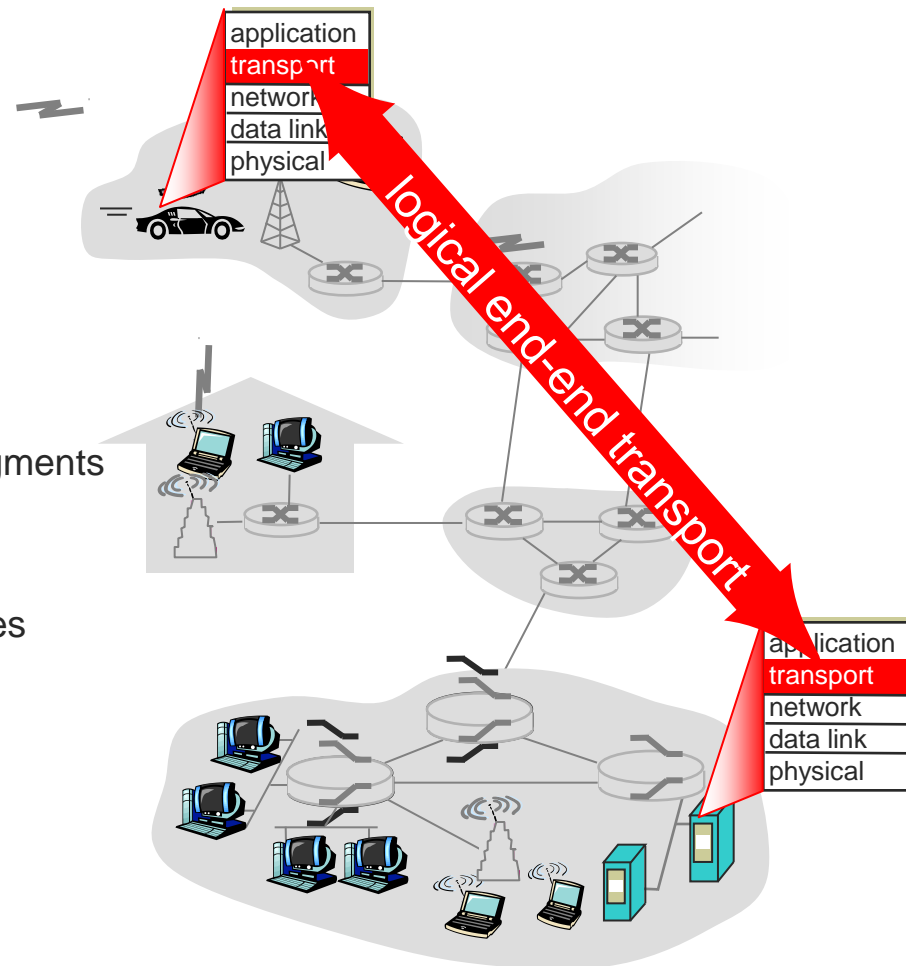 application
transport
network
data link
physical
logical end-end transport
gments
es
application
transport
network
data link
physical